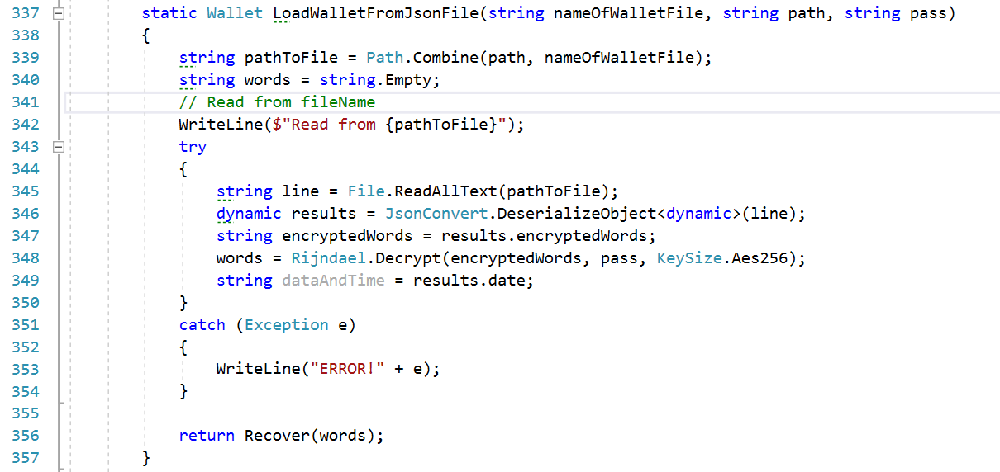 337 static Wallet LoadWalletFromJsonFile(string nameOfWalletFile, string path, string pass)
338 {
339 string pathToFile = Path.Combine(path, nameOfWalletFile);
340 string words = string.Empty;
341 // Read from fileName
342 WriteLine($"Read from {pathToFile}");
343 try
344 {
345 string line = File.ReadAllText(pathToFile);
346 dynamic results = JsonConvert.DeserializeObject<dynamic>(line);
347 string encryptedWords = results.encryptedWords;
348 words = Rijndael.Decrypt(encryptedWords, pass, KeySize.Aes256);
349 string dataAndTime = results.date;
350 }
351 catch (Exception e)
352 {
353 WriteLine("ERROR!" + e);
354 }
355
356 return Recover(words);
357 }